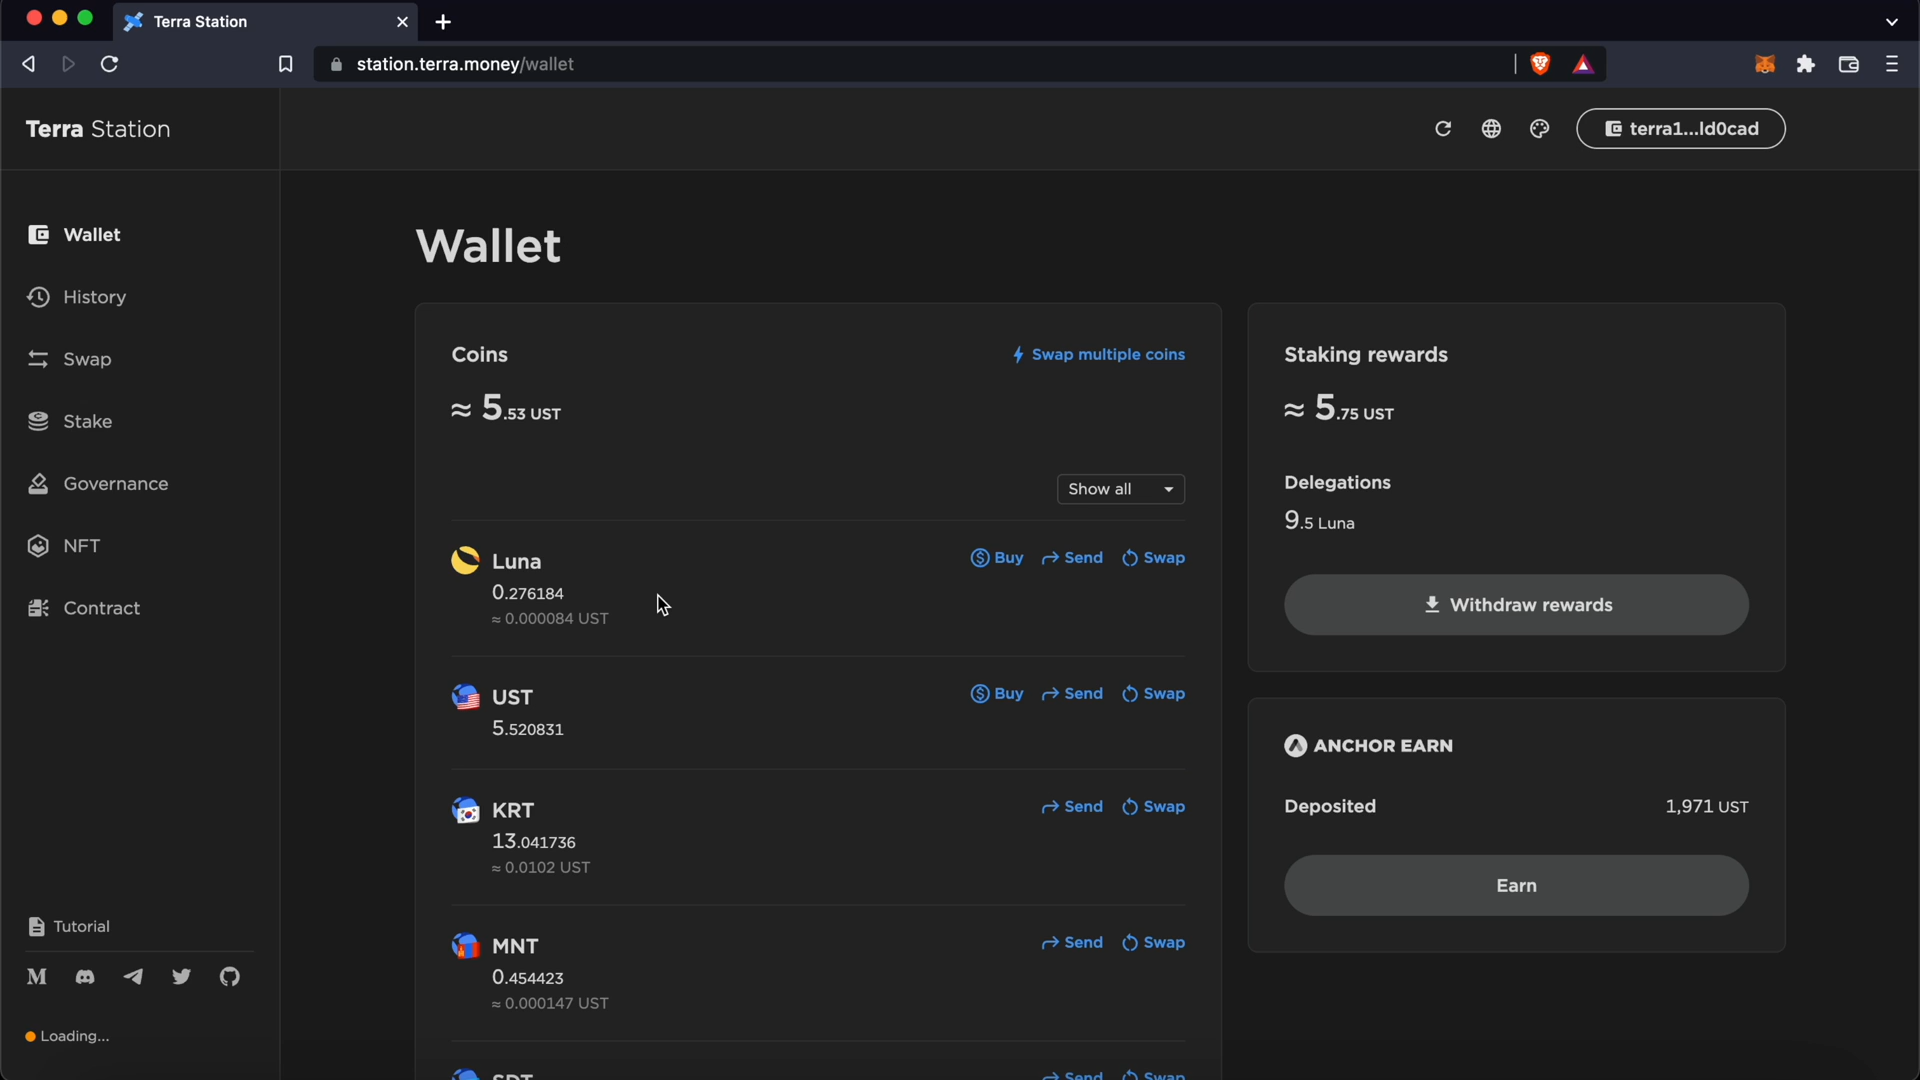 Terra Station
station.terra.money/wallet
Terra Station
terra1...ld0cad
Wallet
History
Swap
Stake
Governance
NFT
Contract
Tutorial
Loading...
Wallet
Coins
Swap multiple coins
≈ 5.53 UST
Show all
Luna
Buy Send Swap
0.276184
≈ 0.000084 UST
UST
Buy Send Swap
5.520831
KRT
Send Swap
13.041736
≈ 0.0102 UST
MNT
Send Swap
0.454423
≈ 0.000147 UST
SDT
Send Swap
Staking rewards
≈ 5.75 UST
Delegations
9.5 Luna
Withdraw rewards
ANCHOR EARN
Deposited 1,971 UST
Earn